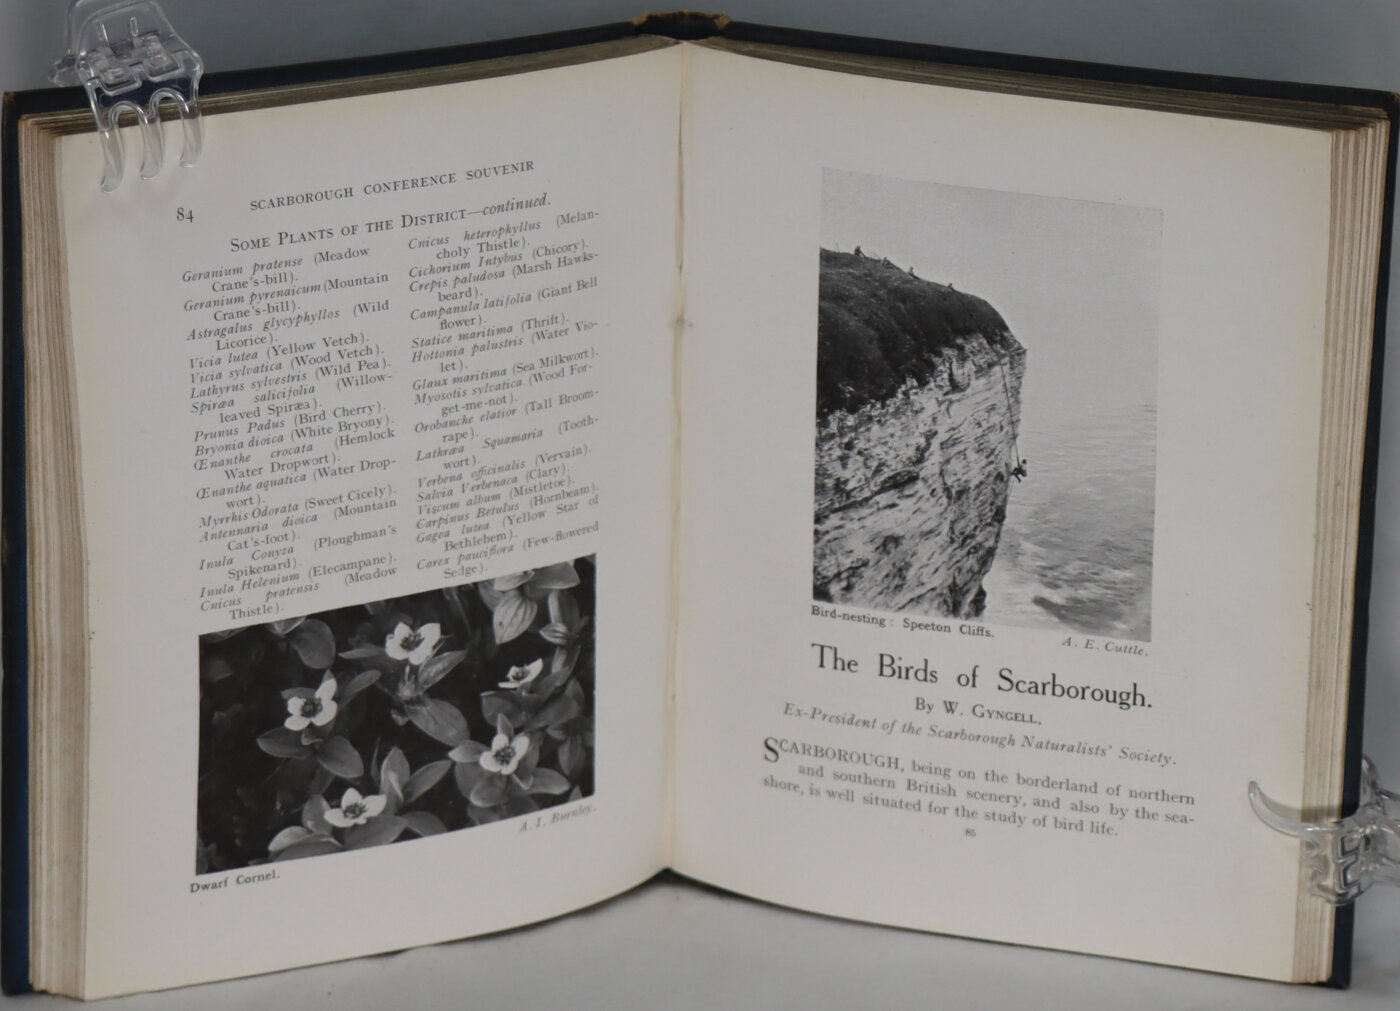 84
SCARBOROUGH CONFERENCE SOUVENIR
SOME PLANTS OF THE DISTRICT—continued.
Geranium pratense (Meadow
Crane's-bill).
Geranium pyrenaicum (Mountain
Crane's-bill).
Astragalus glycyphyllos (Wild
Licorice).
Vicia lutea (Yellow Vetch).
Vicia sylvatica (Wood Vetch).
Lathyrus sylvestris (Wild Pea).
Spiræa salicifolia (Willow-
leaved Spiræa).
Prunus Padus (Bird Cherry).
Bryonia dioica (White Bryony).
Œnanthe crocata (Hemlock
Water Dropwort).
Œnanthe aquatica (Water Drop-
wort).
Myrrhis Odorata (Sweet Cicely).
Antennaria dioica (Mountain
Cat's-foot).
Inula Conyza (Ploughman's
Spikenard).
Inula Helenium (Elecampane).
Cnicus pratensis (Meadow
Thistle).
Cnicus heterophyllus (Melan-
choly Thistle).
Cichorium Intybus (Chicory).
Crepis paludosa (Marsh Hawks-
beard).
Campanula latifolia (Giant Bell
flower).
Statice maritima (Thrift).
Hottonia palustris (Water Vio-
let).
Glaux maritima (Sea Milkwort).
Myosotis sylvatica (Wood For-
get-me-not).
Orobanche elatior (Tall Broom-
rape).
Lathræa Squamaria (Tooth-
wort).
Verbena officinalis (Vervain).
Salvia Verbenaca (Clary).
Viscum album (Mistletoe).
Carpinus Betulus (Hornbeam).
Gagea lutea (Yellow Star of
Bethlehem).
Carex pauciflora (Few-flowered
Sedge).
A. I. Burnley.
Dwarf Cornel.
Bird-nesting: Speeton Cliffs.
A. E. Cuttle.
The Birds of Scarborough.
By W. GYNGELL,
Ex-President of the Scarborough Naturalists' Society.
SCARBOROUGH, being on the borderland of northern
and southern British scenery, and also by the sea-
shore, is well situated for the study of bird life.
85